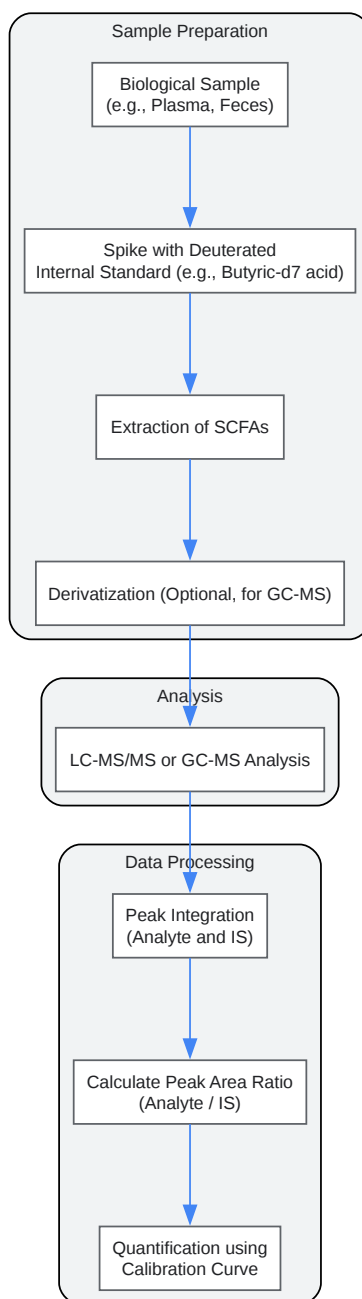 Sample Preparation
Biological Sample
(e.g., Plasma, Feces)
Spike with Deuterated
Internal Standard (e.g., Butyric-d7 acid)
Extraction of SCFAs
Derivatization (Optional, for GC-MS)
Analysis
LC-MS/MS or GC-MS Analysis
Data Processing
Peak Integration
(Analyte and IS)
Calculate Peak Area Ratio
(Analyte / IS)
Quantification using
Calibration Curve